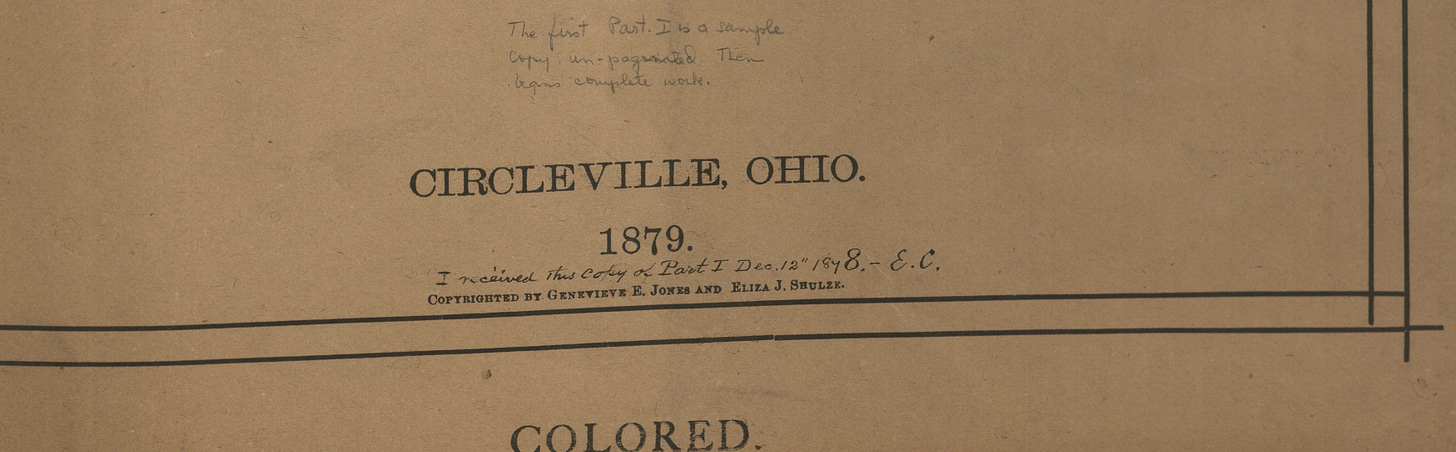 The first Part. I is a sample
copy. un-pagonated. Then
begins complete work.
CIRCLEVILLE, OHIO.
1879.
I received this Copy of Part I Dec. 12" 1878.- E.C.
COPYRIGHTED BY GENEVIEVE E. JONES AND ELIZA J. SHULZE.
COLORED.